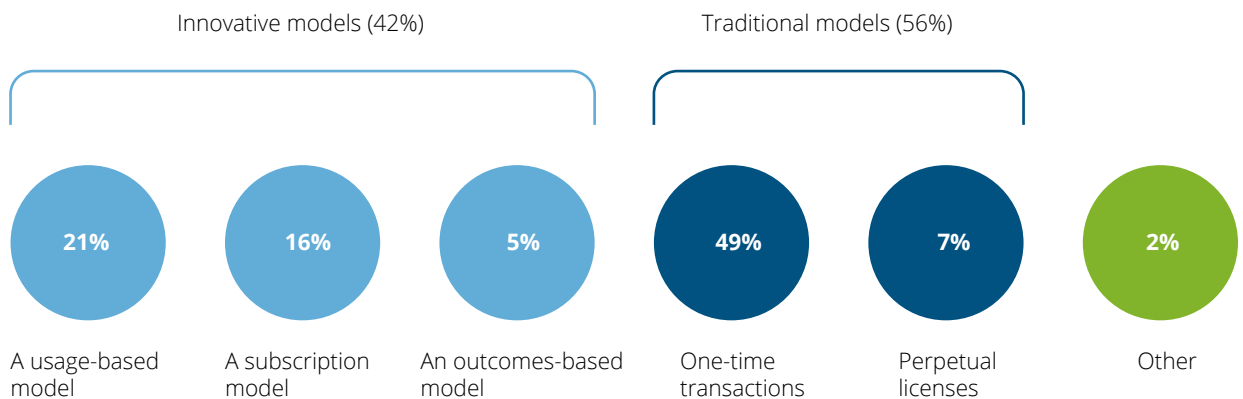 Innovative models (42%)
Traditional models (56%)
21%
16%
5%
49%
7%
2%
A usage-based
model
A subscription
model
An outcomes-based
model
One-time
transactions
Perpetual
licenses
Other